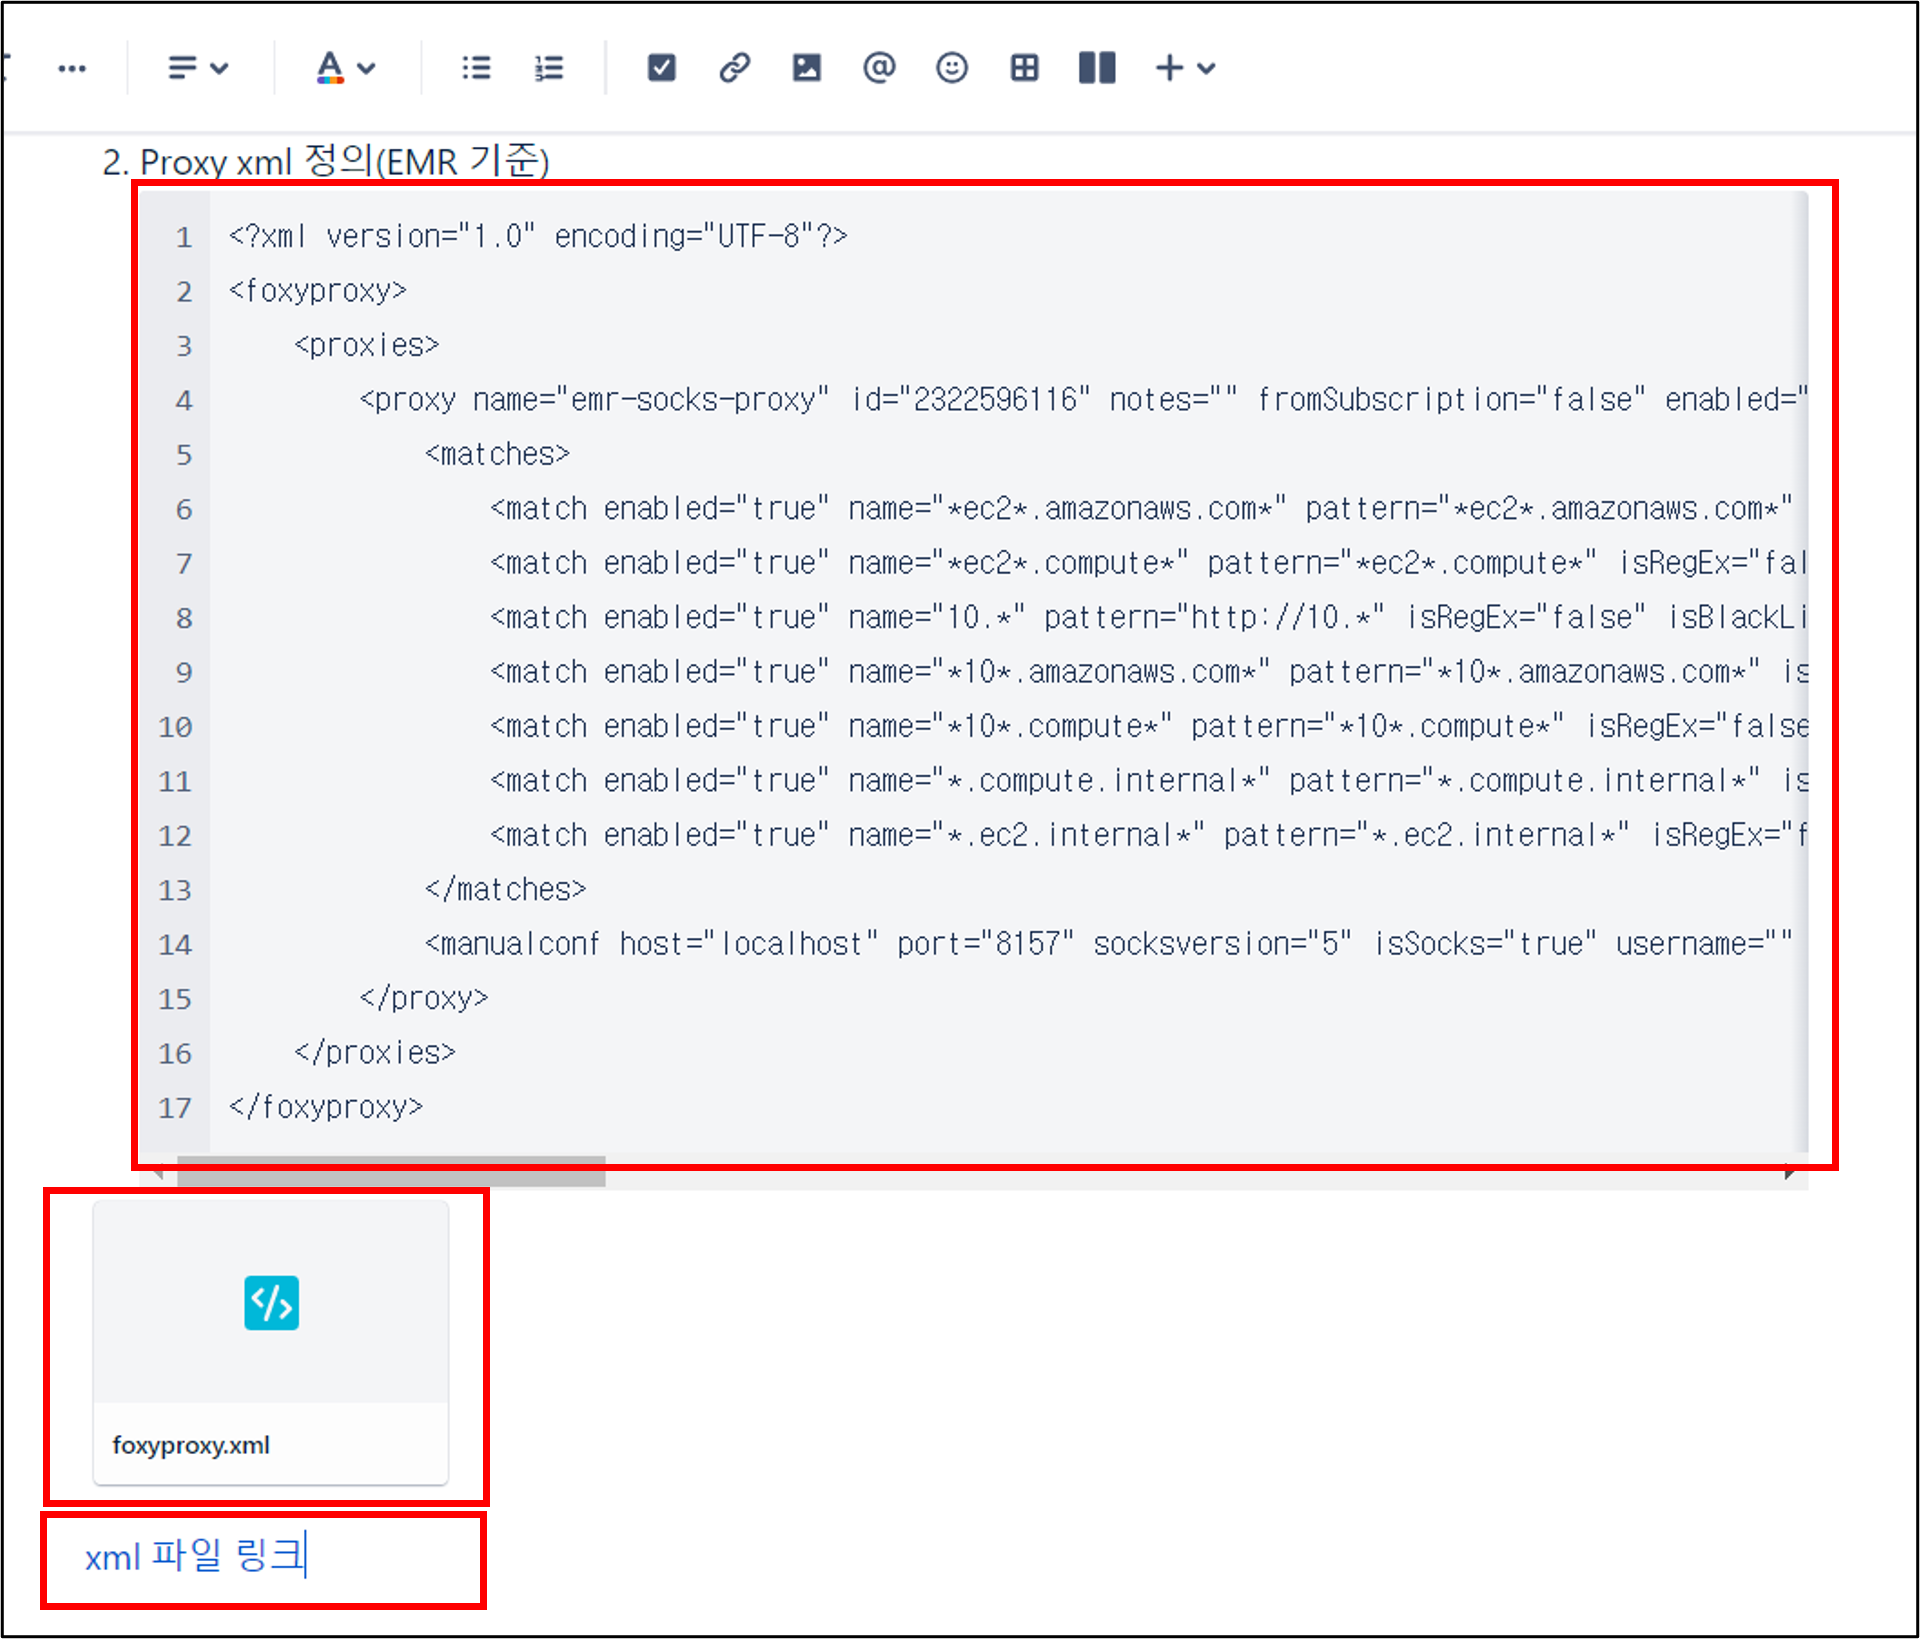 2. Proxy xml 정의(EMR 기준)
1 <?xml version="1.0" encoding="UTF-8"?>
2 <foxyproxy>
3 <proxies>
4 <proxy name="emr-socks-proxy" id="2322596116" notes="" fromSubscription="false" enabled="
5 <matches>
6 <match enabled="true" name="*ec2*.amazonaws.com*" pattern="*ec2*.amazonaws.com*"
7 <match enabled="true" name="*ec2*.compute*" pattern="*ec2*.compute*" isRegEx="fal
8 <match enabled="true" name="10.*" pattern="http://10.*" isRegEx="false" isBlackLi
9 <match enabled="true" name="*10*.amazonaws.com*" pattern="*10*.amazonaws.com*" is
10 <match enabled="true" name="*10*.compute*" pattern="*10*.compute*" isRegEx="false
11 <match enabled="true" name="*.compute.internal*" pattern="*.compute.internal*" is
12 <match enabled="true" name="*.ec2.internal*" pattern="*.ec2.internal*" isRegEx="f
13 </matches>
14 <manualconf host="localhost" port="8157" socksversion="5" isSocks="true" username=""
15 </proxy>
16 </proxies>
17 </foxyproxy>
foxyproxy.xml
xml 파일 링크